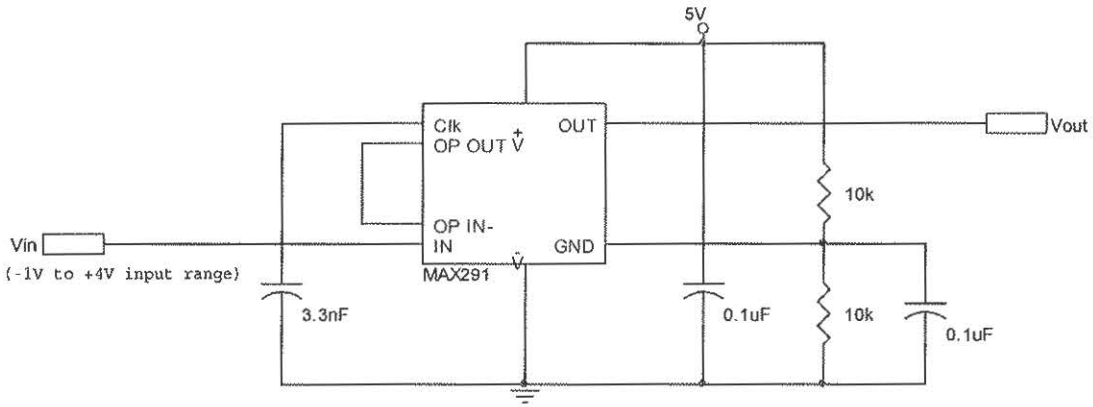 5V
Clk
OUT
OP OUT
+
V
Vout
10k
OP IN-
Vin
IN
GND
-
V
(-1V to +4V input range)
MAX291
3.3nF
0.1uF
10k
0.1uF